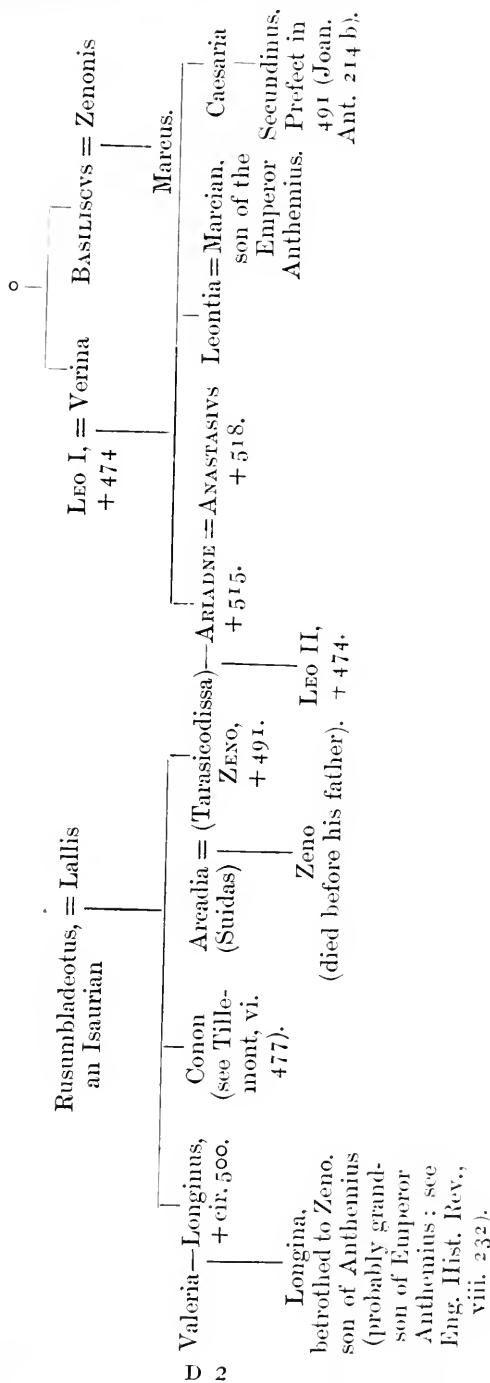 LEO I, = Verina
+ 474
BASILISCVS = Zenonis
Marcus.
Rusumbladeotus, = Lallis
an Isaurian
Valeria—Longinus,
+ cir. 500.
Conon
(see Tille-
mont, vi.
477).
Arcadia = (Tarasicodissa)—ARIADNE = ANASTASIVS
(Suidas)
ZENO,
+ 491.
+ 515.
+ 518.
Leontia = Marcian,
son of the
Emperor
Anthemius.
Caesaria
Secundinus.
Prefect in
491 (Joan.
Ant. 214 b).
Longina,
betrothed to Zeno.
son of Anthemius
(probably grand-
son of Emperor
Anthemius : see
Eng. Hist. Rev.,
viii. 232).
Zeno
(died before his father).
LEO II,
+ 474.
D 2